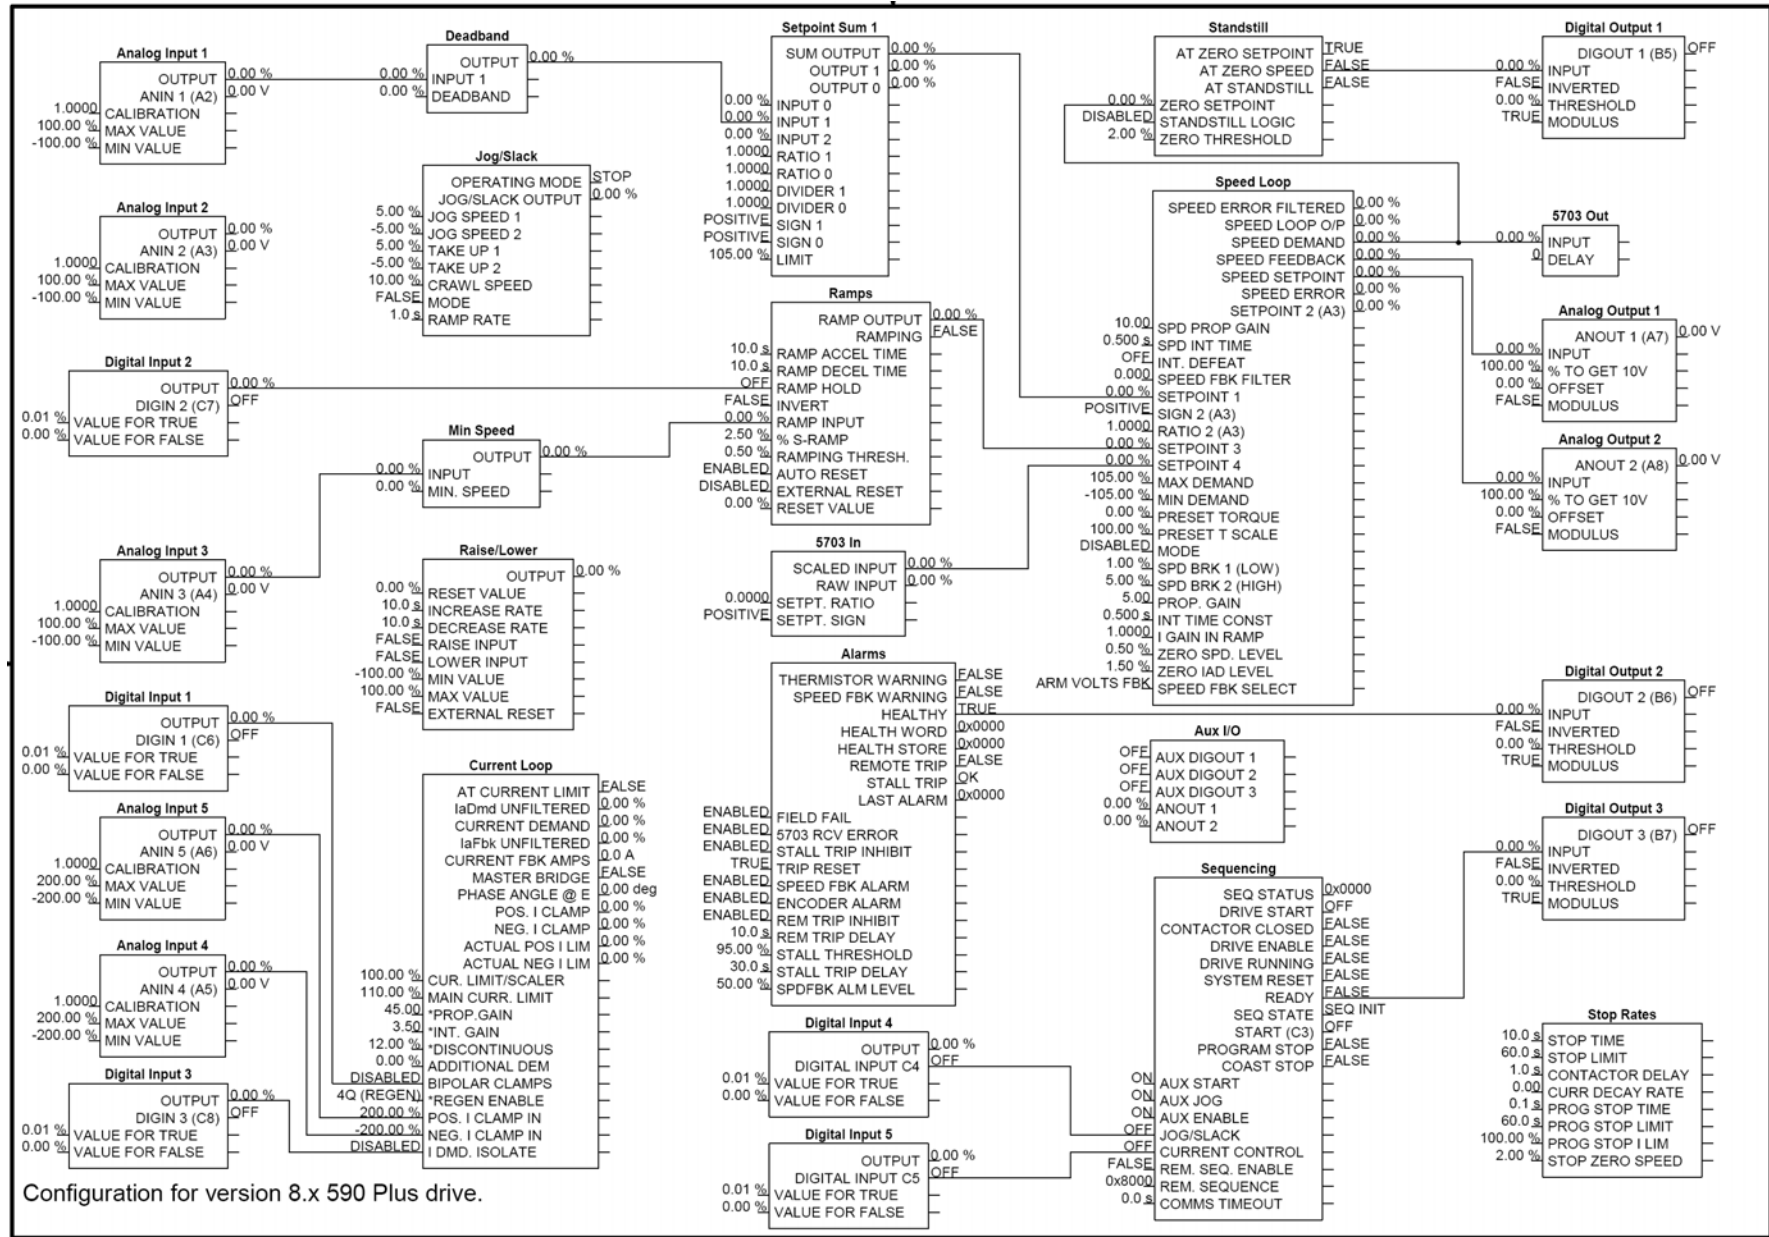 Analog Input 1
OUTPUT 0.00 %
ANIN 1 (A2) 0.00 V
1.0000 CALIBRATION
100.00 % MAX VALUE
-100.00 % MIN VALUE
Analog Input 2
OUTPUT 0.00 %
ANIN 2 (A3) 0.00 V
1.0000 CALIBRATION
100.00 % MAX VALUE
-100.00 % MIN VALUE
Digital Input 2
OUTPUT 0.00 %
DIGIN 2 (C7) OFF
0.01 % VALUE FOR TRUE
0.00 % VALUE FOR FALSE
Analog Input 3
OUTPUT 0.00 %
ANIN 3 (A4) 0.00 V
1.0000 CALIBRATION
100.00 % MAX VALUE
-100.00 % MIN VALUE
Digital Input 1
OUTPUT 0.00 %
DIGIN 1 (C6) OFF
0.01 % VALUE FOR TRUE
0.00 % VALUE FOR FALSE
Analog Input 5
OUTPUT 0.00 %
ANIN 5 (A6) 0.00 V
1.0000 CALIBRATION
200.00 % MAX VALUE
-200.00 % MIN VALUE
Analog Input 4
OUTPUT 0.00 %
ANIN 4 (A5) 0.00 V
1.0000 CALIBRATION
200.00 % MAX VALUE
-200.00 % MIN VALUE
Digital Input 3
OUTPUT 0.00 %
DIGIN 3 (C8) OFF
0.01 % VALUE FOR TRUE
0.00 % VALUE FOR FALSE
Deadband
OUTPUT 0.00 %
0.00 % INPUT 1
0.00 % DEADBAND
Jog/Slack
OPERATING MODE STOP
JOG/SLACK OUTPUT 0.00 %
5.00 % JOG SPEED 1
-5.00 % JOG SPEED 2
5.00 % TAKE UP 1
-5.00 % TAKE UP 2
10.00 % CRAWL SPEED
FALSE MODE
1.0 s RAMP RATE
Min Speed
OUTPUT 0.00 %
0.00 % INPUT
0.00 % MIN. SPEED
Raise/Lower
OUTPUT 0.00 %
0.00 % RESET VALUE
10.0 s INCREASE RATE
10.0 s DECREASE RATE
FALSE RAISE INPUT
FALSE LOWER INPUT
-100.00 % MIN VALUE
100.00 % MAX VALUE
FALSE EXTERNAL RESET
Current Loop
AT CURRENT LIMIT FALSE
IaDmd UNFILTERED 0.00 %
CURRENT DEMAND 0.00 %
IaFbk UNFILTERED 0.00 %
CURRENT FBK AMPS 0.0 A
MASTER BRIDGE FALSE
PHASE ANGLE @ E 0.00 deg
POS. I CLAMP 0.00 %
NEG. I CLAMP 0.00 %
ACTUAL POS I LIM 0.00 %
ACTUAL NEG I LIM 0.00 %
100.00 % CUR. LIMIT/SCALER
110.00 % MAIN CURR. LIMIT
45.00 *PROP.GAIN
3.50 *INT. GAIN
12.00 % *DISCONTINUOUS
0.00 % ADDITIONAL DEM
DISABLED BIPOLAR CLAMPS
4Q (REGEN) *REGEN ENABLE
200.00 % POS. I CLAMP IN
-200.00 % NEG. I CLAMP IN
DISABLED I DMD. ISOLATE
Setpoint Sum 1
SUM OUTPUT 0.00 %
OUTPUT 1 0.00 %
OUTPUT 0 0.00 %
0.00 % INPUT 0
0.00 % INPUT 1
0.00 % INPUT 2
1.0000 RATIO 1
1.0000 RATIO 0
1.0000 DIVIDER 1
1.0000 DIVIDER 0
POSITIVE SIGN 1
POSITIVE SIGN 0
105.00 % LIMIT
Ramps
RAMP OUTPUT 0.00 %
RAMPING FALSE
10.0 s RAMP ACCEL TIME
10.0 s RAMP DECEL TIME
OFF RAMP HOLD
FALSE INVERT
0.00 % RAMP INPUT
2.50 % % S-RAMP
0.50 % RAMPING THRESH.
ENABLED AUTO RESET
DISABLED EXTERNAL RESET
0.00 % RESET VALUE
5703 In
SCALED INPUT 0.00 %
RAW INPUT 0.00 %
0.0000 SETPT. RATIO
POSITIVE SETPT. SIGN
Alarms
THERMISTOR WARNING FALSE
SPEED FBK WARNING FALSE
HEALTHY TRUE
HEALTH WORD 0x0000
HEALTH STORE 0x0000
REMOTE TRIP FALSE
STALL TRIP OK
LAST ALARM 0x0000
ENABLED FIELD FAIL
ENABLED 5703 RCV ERROR
ENABLED STALL TRIP INHIBIT
TRUE TRIP RESET
ENABLED SPEED FBK ALARM
ENABLED ENCODER ALARM
ENABLED REM TRIP INHIBIT
10.0 s REM TRIP DELAY
95.00 % STALL THRESHOLD
30.0 s STALL TRIP DELAY
50.00 % SPDFBK ALM LEVEL
Digital Input 4
OUTPUT 0.00 %
DIGITAL INPUT C4 OFF
0.01 % VALUE FOR TRUE
0.00 % VALUE FOR FALSE
Digital Input 5
OUTPUT 0.00 %
DIGITAL INPUT C5 OFF
0.01 % VALUE FOR TRUE
0.00 % VALUE FOR FALSE
Standstill
AT ZERO SETPOINT TRUE
AT ZERO SPEED FALSE
AT STANDSTILL FALSE
0.00 % ZERO SETPOINT
DISABLED STANDSTILL LOGIC
2.00 % ZERO THRESHOLD
Speed Loop
SPEED ERROR FILTERED 0.00 %
SPEED LOOP O/P 0.00 %
SPEED DEMAND 0.00 %
SPEED FEEDBACK 0.00 %
SPEED SETPOINT 0.00 %
SPEED ERROR 0.00 %
SETPOINT 2 (A3) 0.00 %
10.00 SPD PROP GAIN
0.500 s SPD INT TIME
OFF INT. DEFEAT
0.000 SPEED FBK FILTER
0.00 % SETPOINT 1
POSITIVE SIGN 2 (A3)
1.0000 RATIO 2 (A3)
0.00 % SETPOINT 3
0.00 % SETPOINT 4
105.00 % MAX DEMAND
-105.00 % MIN DEMAND
0.00 % PRESET TORQUE
100.00 % PRESET T SCALE
DISABLED MODE
1.00 % SPD BRK 1 (LOW)
5.00 % SPD BRK 2 (HIGH)
5.00 PROP. GAIN
0.500 s INT TIME CONST
1.0000 I GAIN IN RAMP
0.50 % ZERO SPD. LEVEL
1.50 % ZERO IAD LEVEL
ARM VOLTS FBK SPEED FBK SELECT
Aux I/O
OFF AUX DIGOUT 1
OFF AUX DIGOUT 2
OFF AUX DIGOUT 3
0.00 % ANOUT 1
0.00 % ANOUT 2
Sequencing
SEQ STATUS 0x0000
DRIVE START OFF
CONTACTOR CLOSED FALSE
DRIVE ENABLE FALSE
DRIVE RUNNING FALSE
SYSTEM RESET FALSE
READY FALSE
SEQ STATE SEQ INIT
START (C3) OFF
PROGRAM STOP FALSE
COAST STOP FALSE
ON AUX START
ON AUX JOG
ON AUX ENABLE
OFF JOG/SLACK
OFF CURRENT CONTROL
FALSE REM. SEQ. ENABLE
0x8000 REM. SEQUENCE
0.0 s COMMS TIMEOUT
Digital Output 1
DIGOUT 1 (B5) OFF
0.00 % INPUT
FALSE INVERTED
0.00 % THRESHOLD
TRUE MODULUS
5703 Out
0.00 % INPUT
0 DELAY
Analog Output 1
ANOUT 1 (A7) 0.00 V
0.00 % INPUT
100.00 % % TO GET 10V
0.00 % OFFSET
FALSE MODULUS
Analog Output 2
ANOUT 2 (A8) 0.00 V
0.00 % INPUT
100.00 % % TO GET 10V
0.00 % OFFSET
FALSE MODULUS
Digital Output 2
DIGOUT 2 (B6) OFF
0.00 % INPUT
FALSE INVERTED
0.00 % THRESHOLD
TRUE MODULUS
Digital Output 3
DIGOUT 3 (B7) OFF
0.00 % INPUT
FALSE INVERTED
0.00 % THRESHOLD
TRUE MODULUS
Stop Rates
10.0 s STOP TIME
60.0 s STOP LIMIT
1.0 s CONTACTOR DELAY
0.00 CURR DECAY RATE
0.1 s PROG STOP TIME
60.0 s PROG STOP LIMIT
100.00 % PROG STOP I LIM
2.00 % STOP ZERO SPEED
Configuration for version 8.x 590 Plus drive.